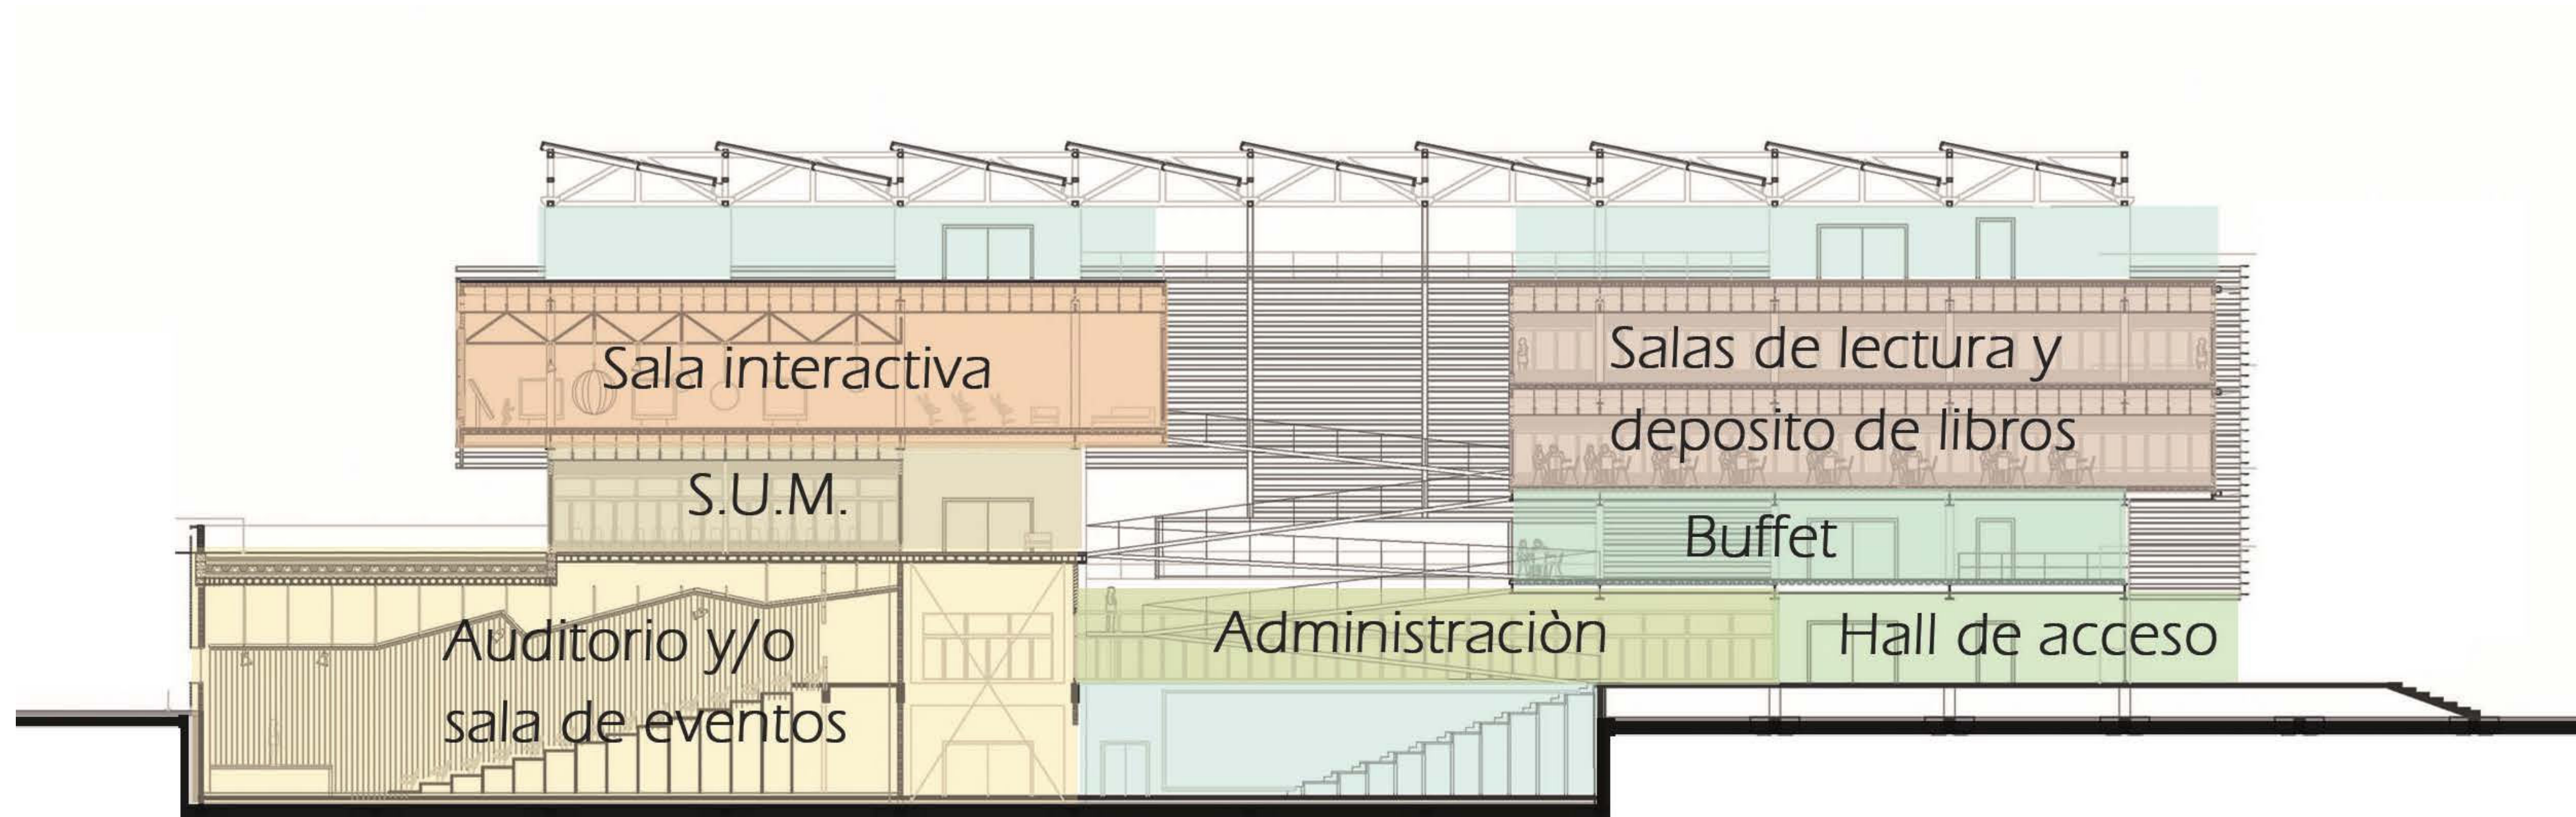 Sala interactiva
Salas de lectura y
deposito de libros
S.U.M.
Buffet
Auditorio y/o
sala de eventos
Administraciòn
Hall de acceso